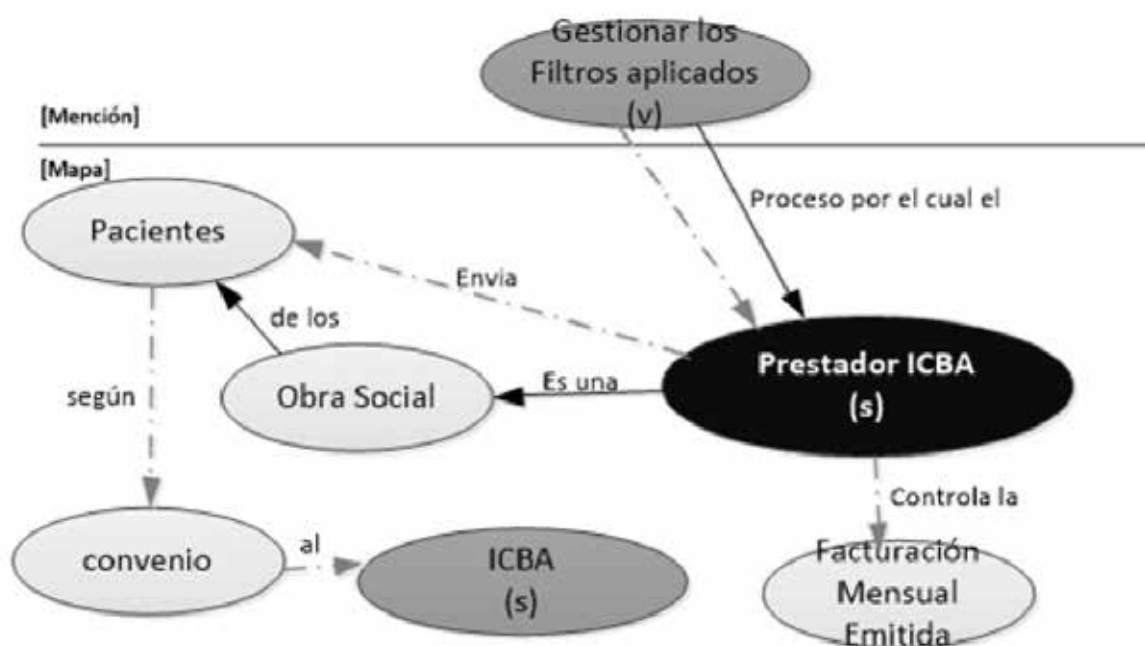 Gestionar los
Filtros aplicados
(v)
[Mención]
[Mapa]
Pacientes
Proceso por el cual el
Envia
de los
Prestador ICBA
(s)
Es una
Obra Social
según
Controla la
convenio
al
ICBA
(s)
Facturación
Mensual
Emitida